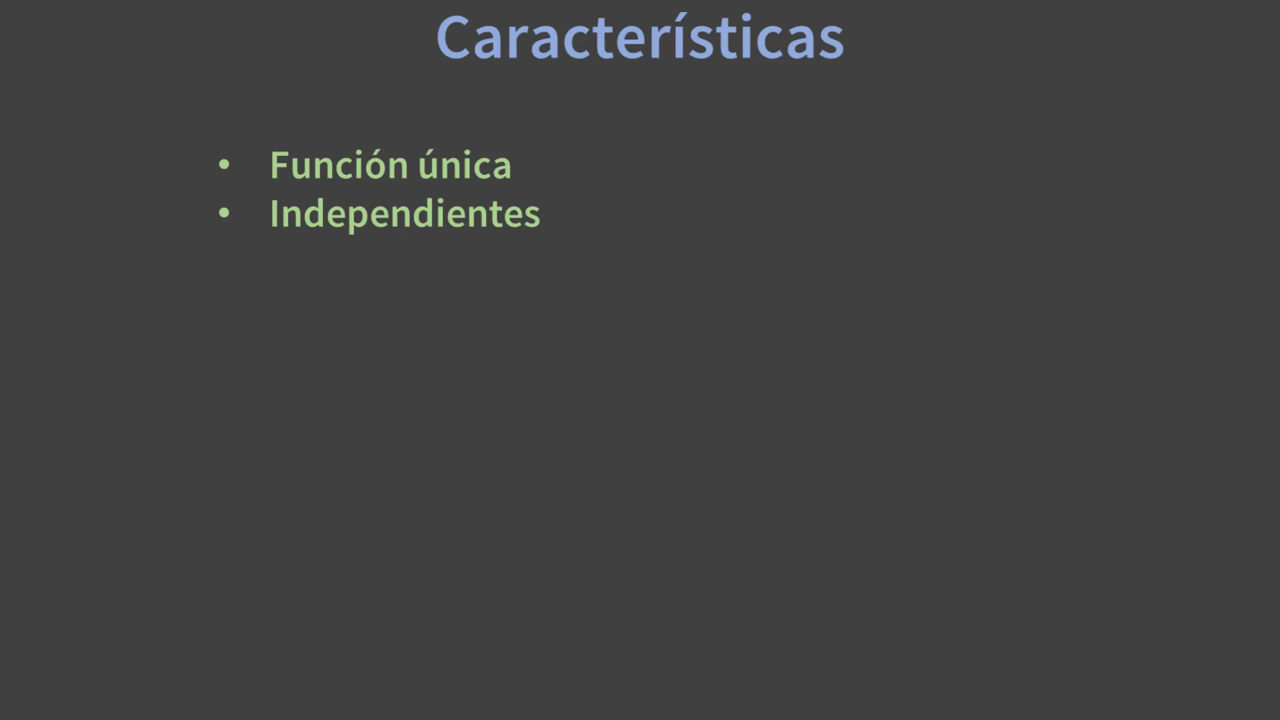 Características
• Función única
• Independientes